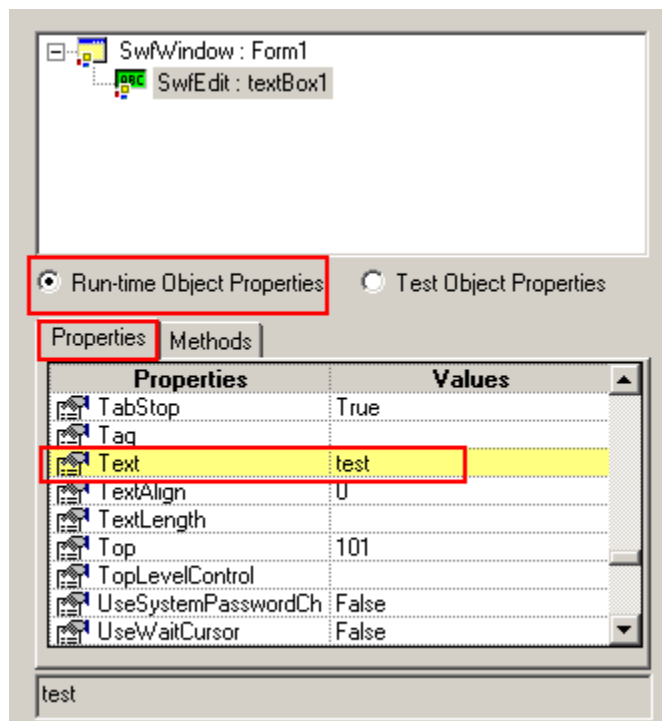 SwfWindow : Form1
ABC SwfEdit : textBox1
Run-time Object Properties Test Object Properties
Properties Methods
Properties Values
TabStop True
Tag
Text test
TextAlign 0
TextLength
Top 101
TopLevelControl
UseSystemPasswordCh False
UseWaitCursor False
test